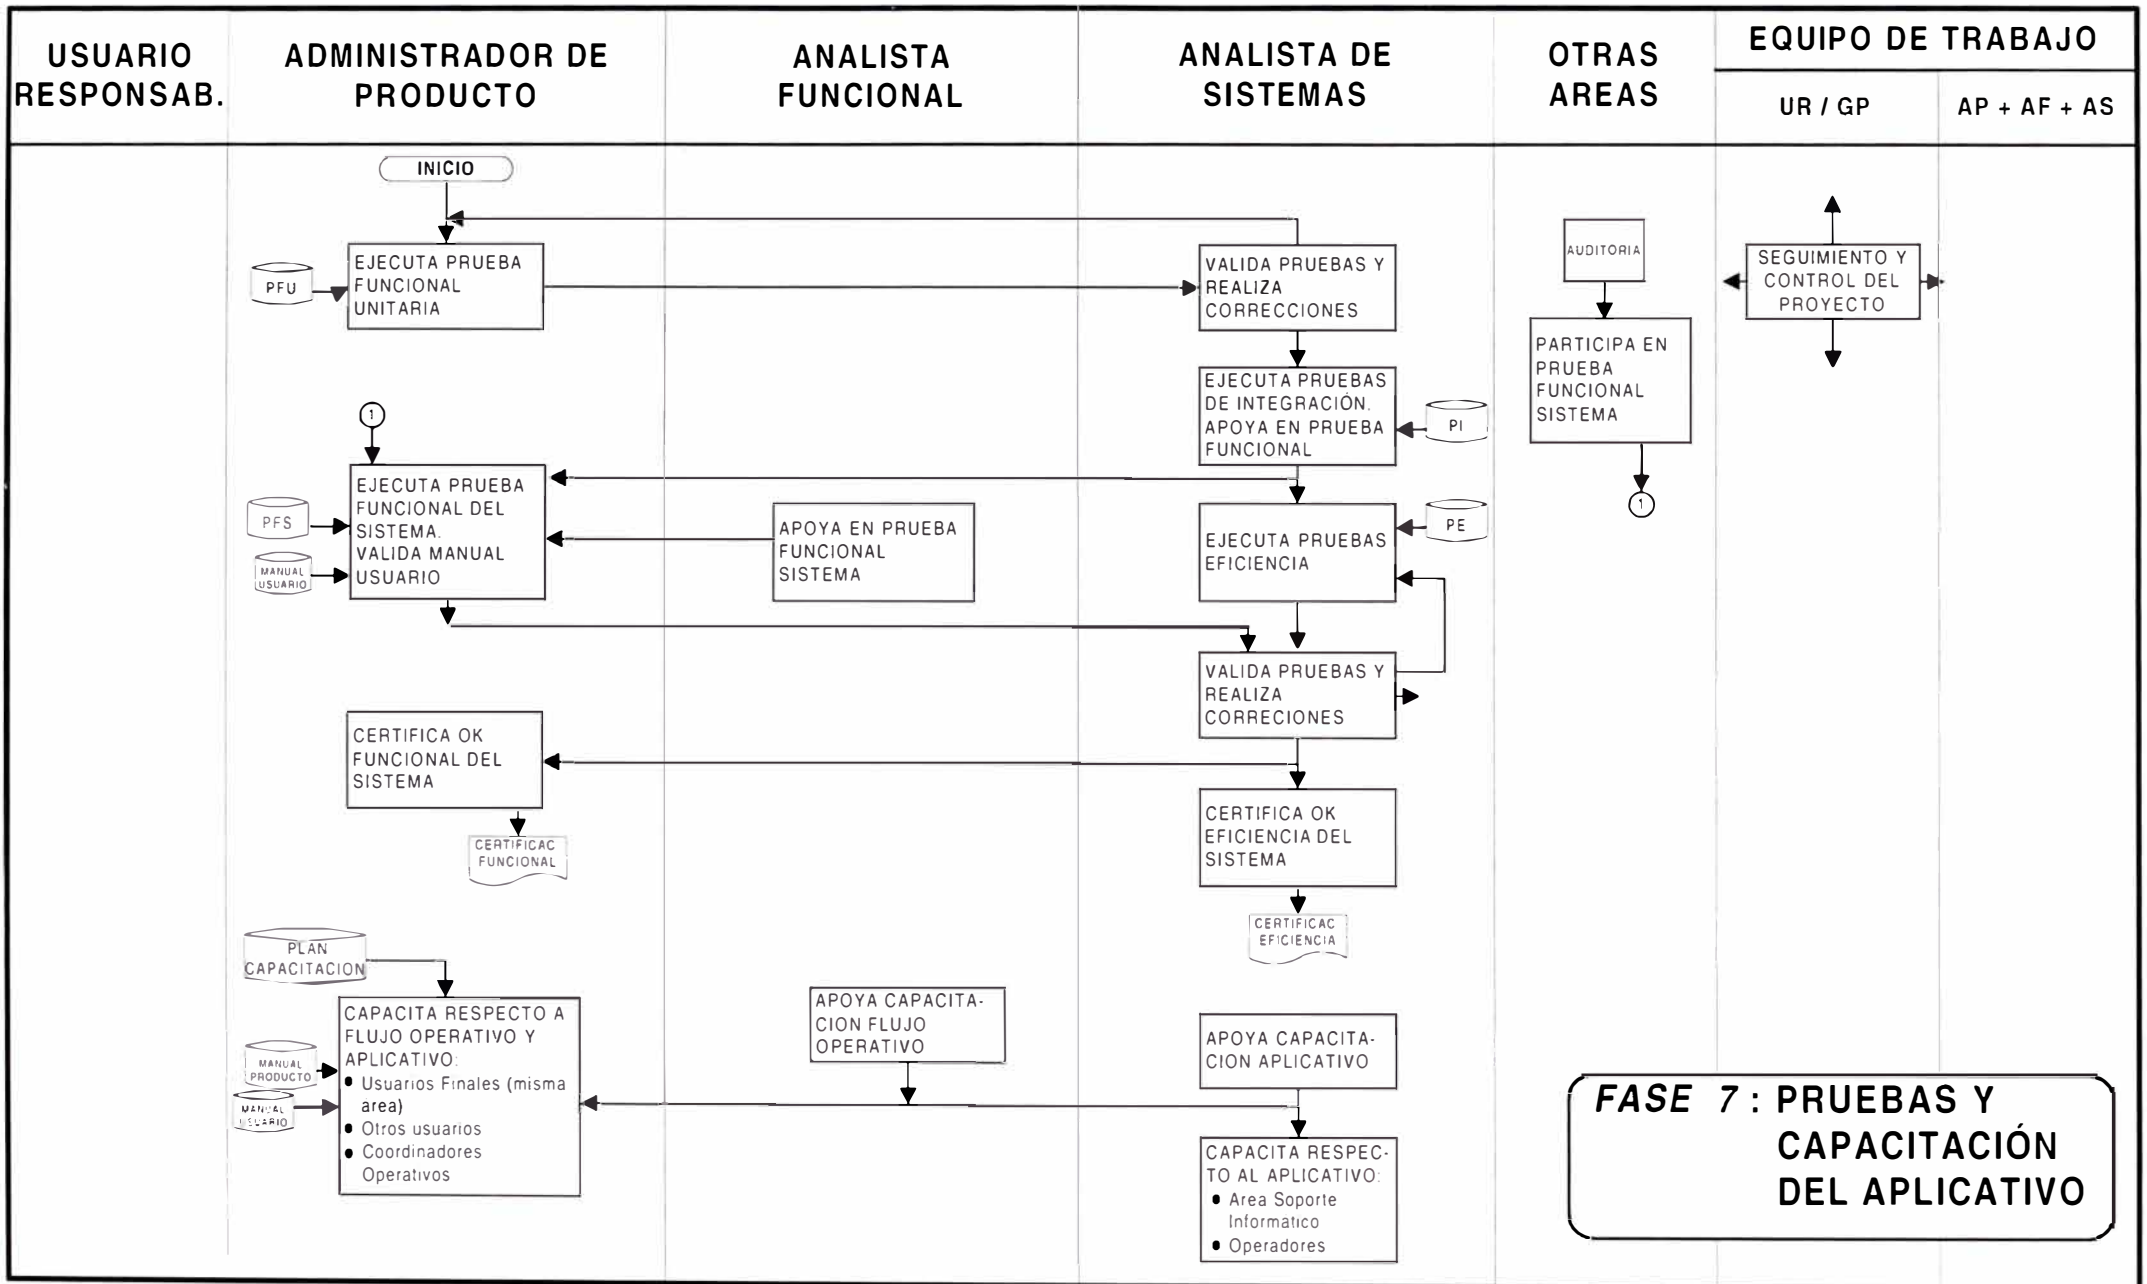 USUARIO
RESPONSAB.
ADMINISTRADOR DE
PRODUCTO
ANALISTA
FUNCIONAL
ANALISTA DE
SISTEMAS
OTRAS
AREAS
EQUIPO DE TRABAJO
UR / GP
AP + AF + AS
INICIO
PFU
EJECUTA PRUEBA
FUNCIONAL
UNITARIA
VALIDA PRUEBAS Y
REALIZA
CORRECCIONES
AUDITORIA
SEGUIMIENTO Y
CONTROL DEL
PROYECTO
PARTICIPA EN
PRUEBA
FUNCIONAL
SISTEMA
1
EJECUTA PRUEBAS
DE INTEGRACIÓN.
APOYA EN PRUEBA
FUNCIONAL
PI
1
EJECUTA PRUEBA
FUNCIONAL DEL
SISTEMA.
VALIDA MANUAL
USUARIO
PFS
MANUAL
USUARIO
APOYA EN PRUEBA
FUNCIONAL
SISTEMA
EJECUTA PRUEBAS
EFICIENCIA
PE
VALIDA PRUEBAS Y
REALIZA
CORRECIONES
CERTIFICA OK
FUNCIONAL DEL
SISTEMA
CERTIFICAC
FUNCIONAL
CERTIFICA OK
EFICIENCIA DEL
SISTEMA
CERTIFICAC
EFICIENCIA
PLAN
CAPACITACION
CAPACITA RESPECTO A
FLUJO OPERATIVO Y
APLICATIVO:
● Usuarios Finales (misma
area)
● Otros usuarios
● Coordinadores
Operativos
MANUAL
PRODUCTO
MANUAL
USUARIO
APOYA CAPACITA-
CION FLUJO
OPERATIVO
APOYA CAPACITA-
CION APLICATIVO
CAPACITA RESPEC-
TO AL APLICATIVO:
● Area Soporte
Informatico
● Operadores
FASE 7 : PRUEBAS Y
CAPACITACIÓN
DEL APLICATIVO